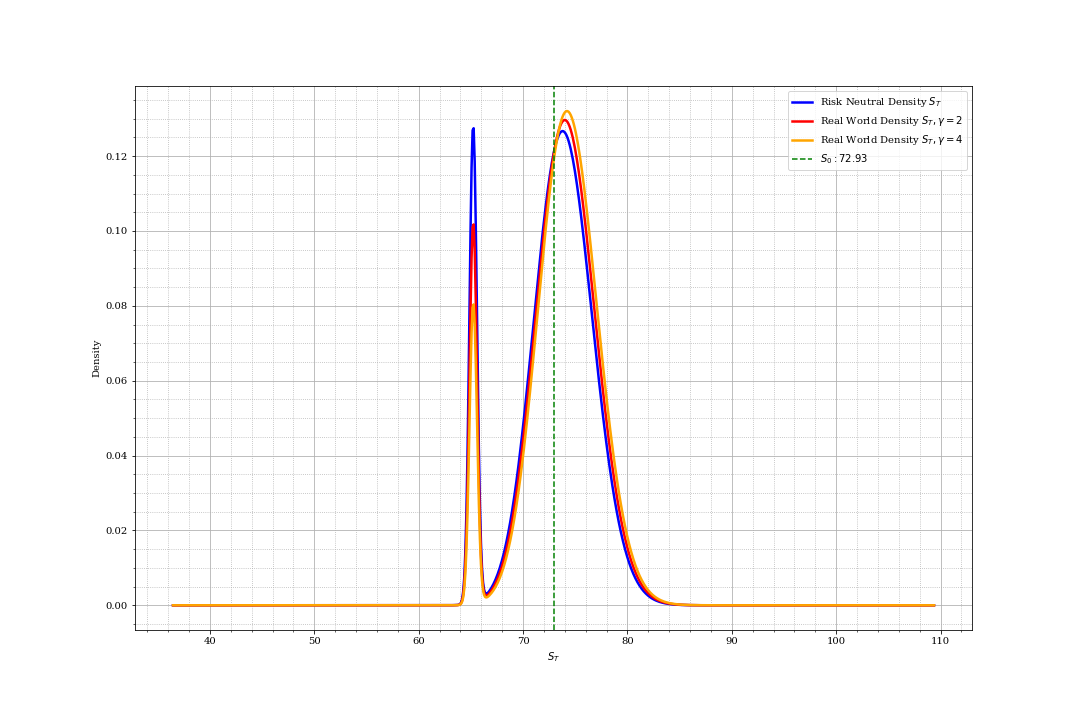 Risk Neutral Density $S_T$
Real World Density $S_T, γ = 2$
Real World Density $S_T, γ = 4$
$S_0: 72.93$
0.12
0.10
0.08
0.06
0.04
0.02
0.00
Density
40 50 60 70 80 90 100 110
$S_T$